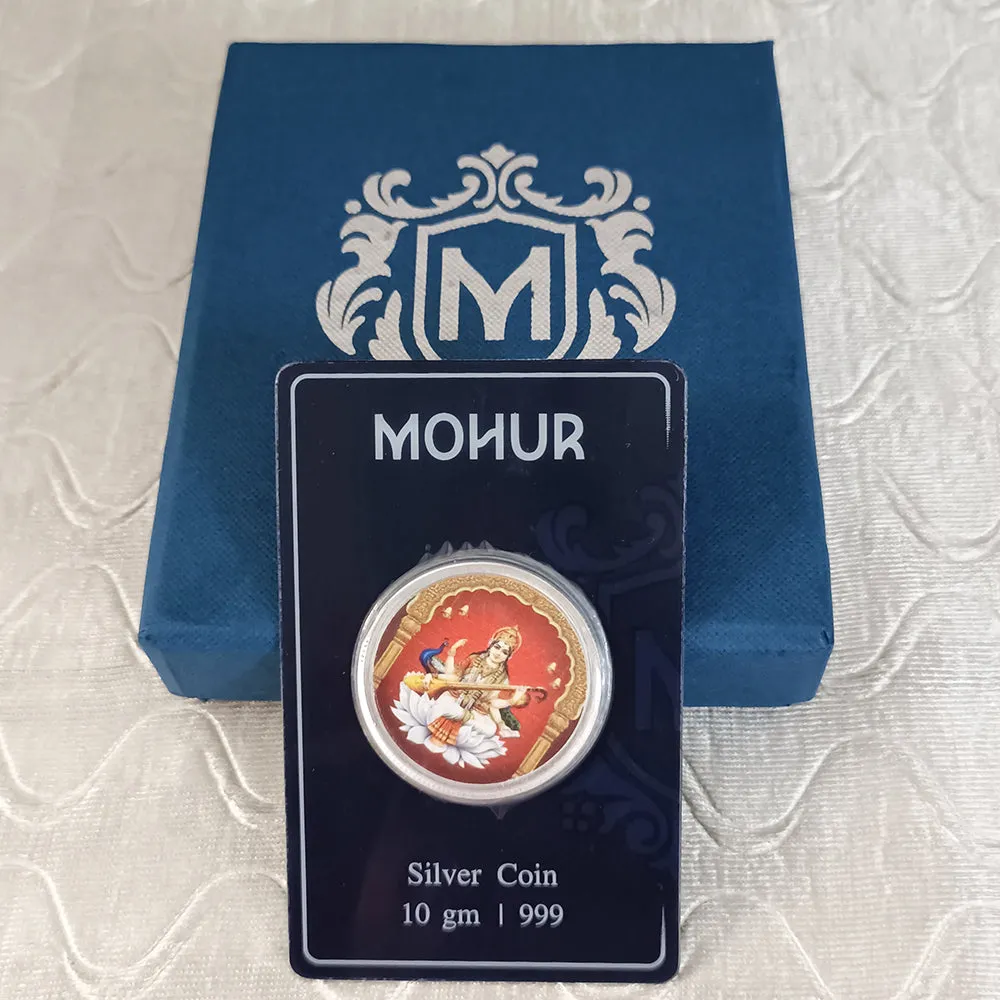 M
MOHUR
Silver Coin
10 gm | 999